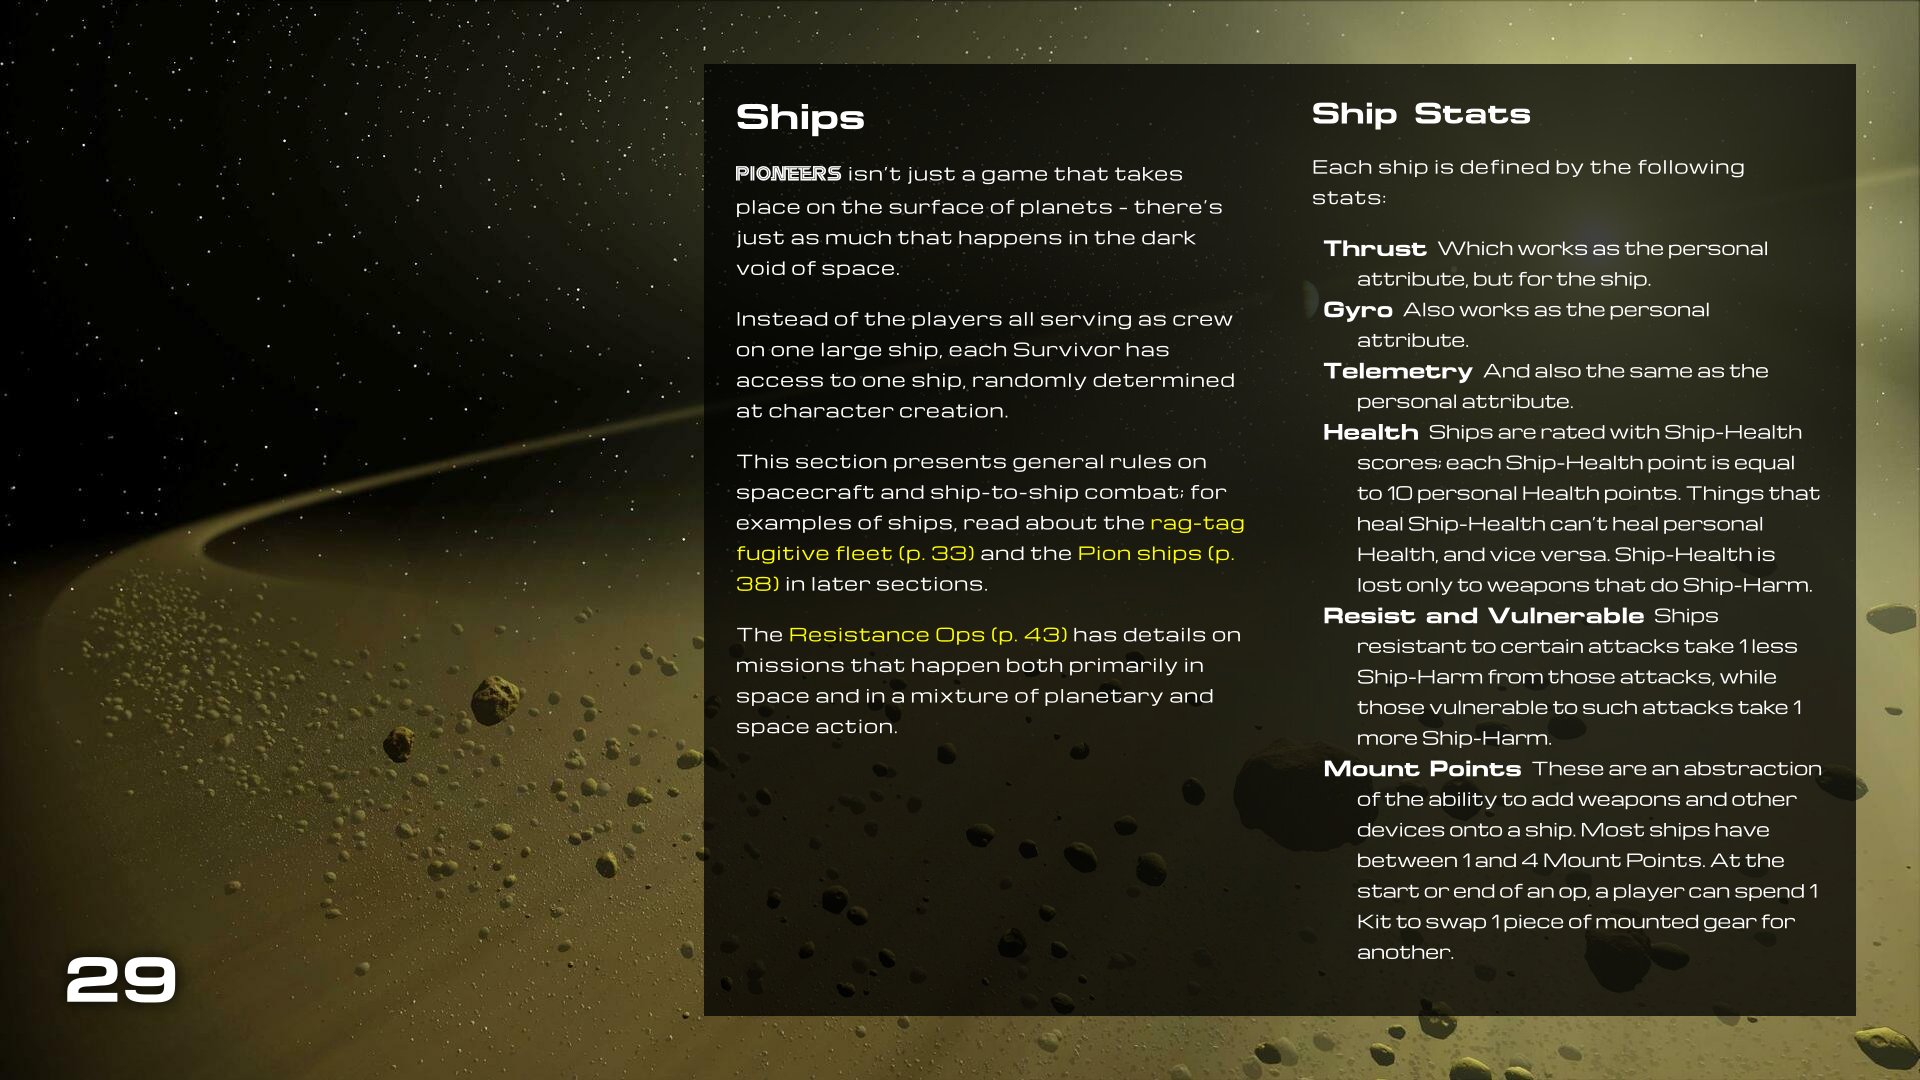 Ships
PIONEERS isn't just a game that takes
place on the surface of planets - there's
just as much that happens in the dark
void of space.
Instead of the players all serving as crew
on one large ship, each Survivor has
access to one ship, randomly determined
at character creation.
This section presents general rules on
spacecraft and ship-to-ship combat; for
examples of ships, read about the rag-tag
fugitive fleet (p. 33) and the Pion ships (p.
38) in later sections.
The Resistance Ops (p. 43) has details on
missions that happen both primarily in
space and in a mixture of planetary and
space action.
Ship Stats
Each ship is defined by the following
stats:
Thrust Which works as the personal
attribute, but for the ship.
Gyro Also works as the personal
attribute.
Telemetry And also the same as the
personal attribute.
Health Ships are rated with Ship-Health
scores; each Ship-Health point is equal
to 10 personal Health points. Things that
heal Ship-Health can't heal personal
Health, and vice versa. Ship-Health is
lost only to weapons that do Ship-Harm.
Resist and Vulnerable Ships
resistant to certain attacks take 1 less
Ship-Harm from those attacks, while
those vulnerable to such attacks take 1
more Ship-Harm.
Mount Points These are an abstraction
of the ability to add weapons and other
devices onto a ship. Most ships have
between 1 and 4 Mount Points. At the
start or end of an op, a player can spend 1
Kit to swap 1 piece of mounted gear for
another.
29